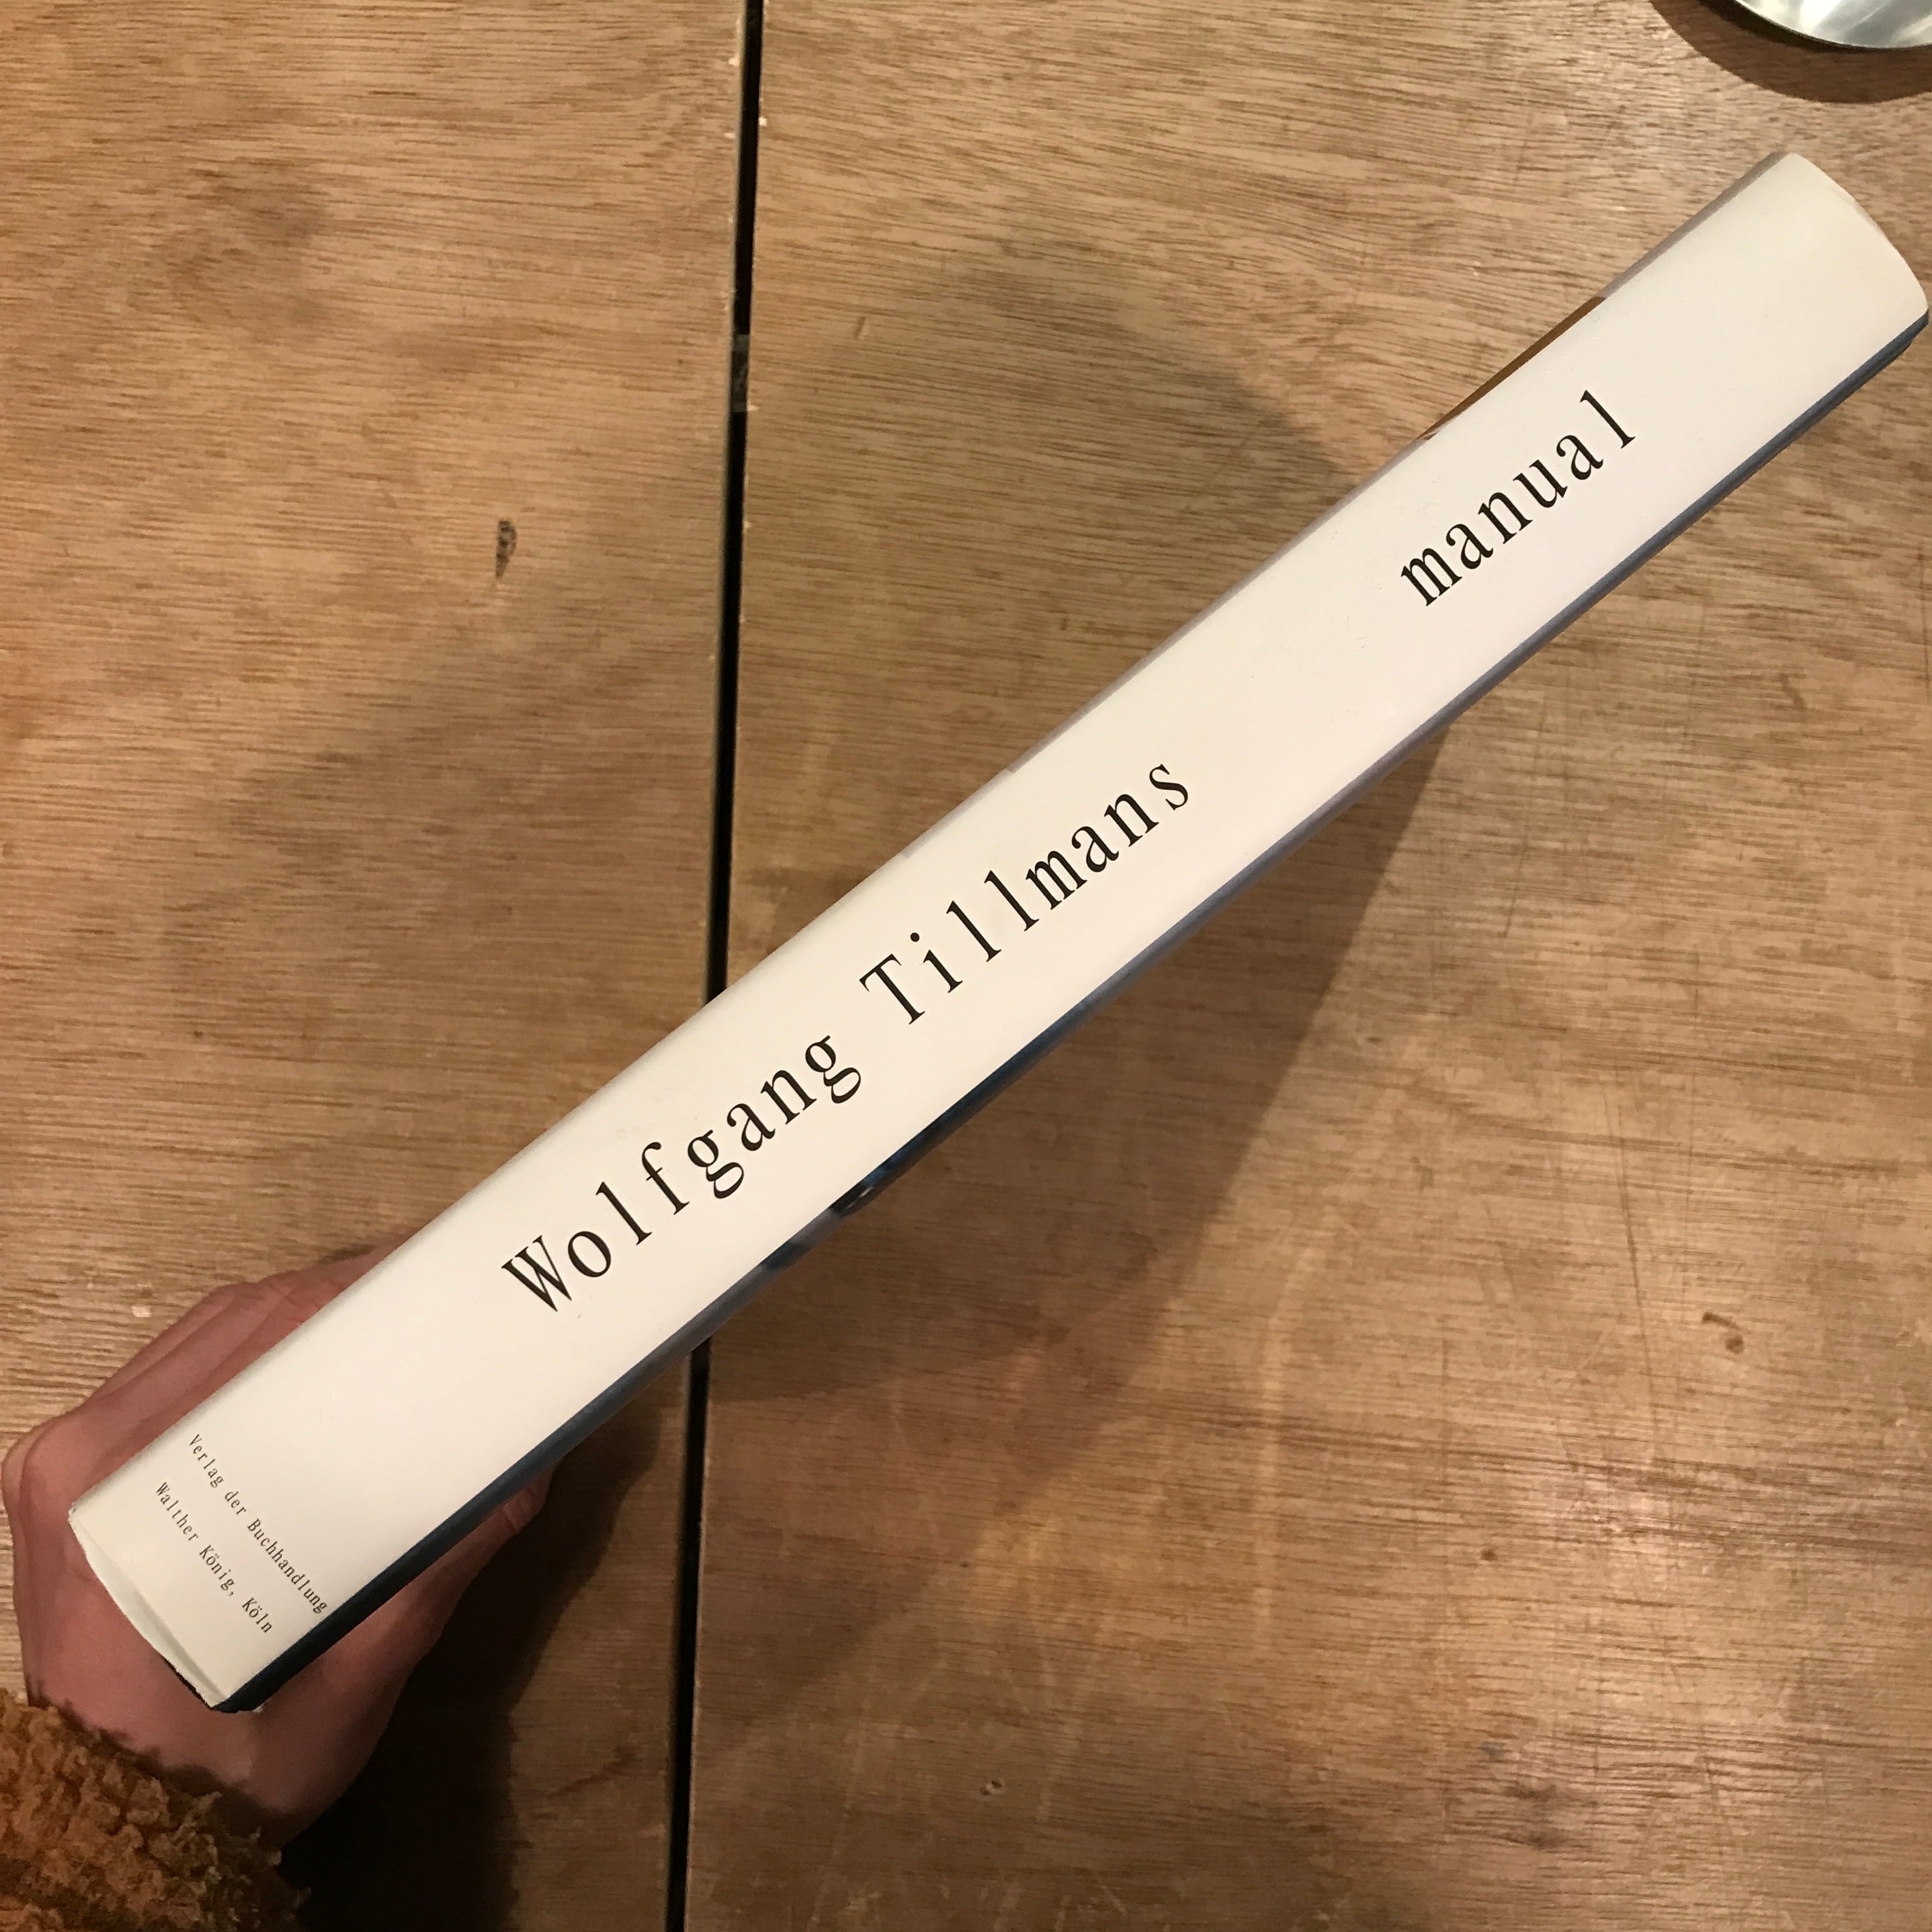 Wolfgang Tillmans manual
Verlag der Buchhandlung
Walther König, Köln